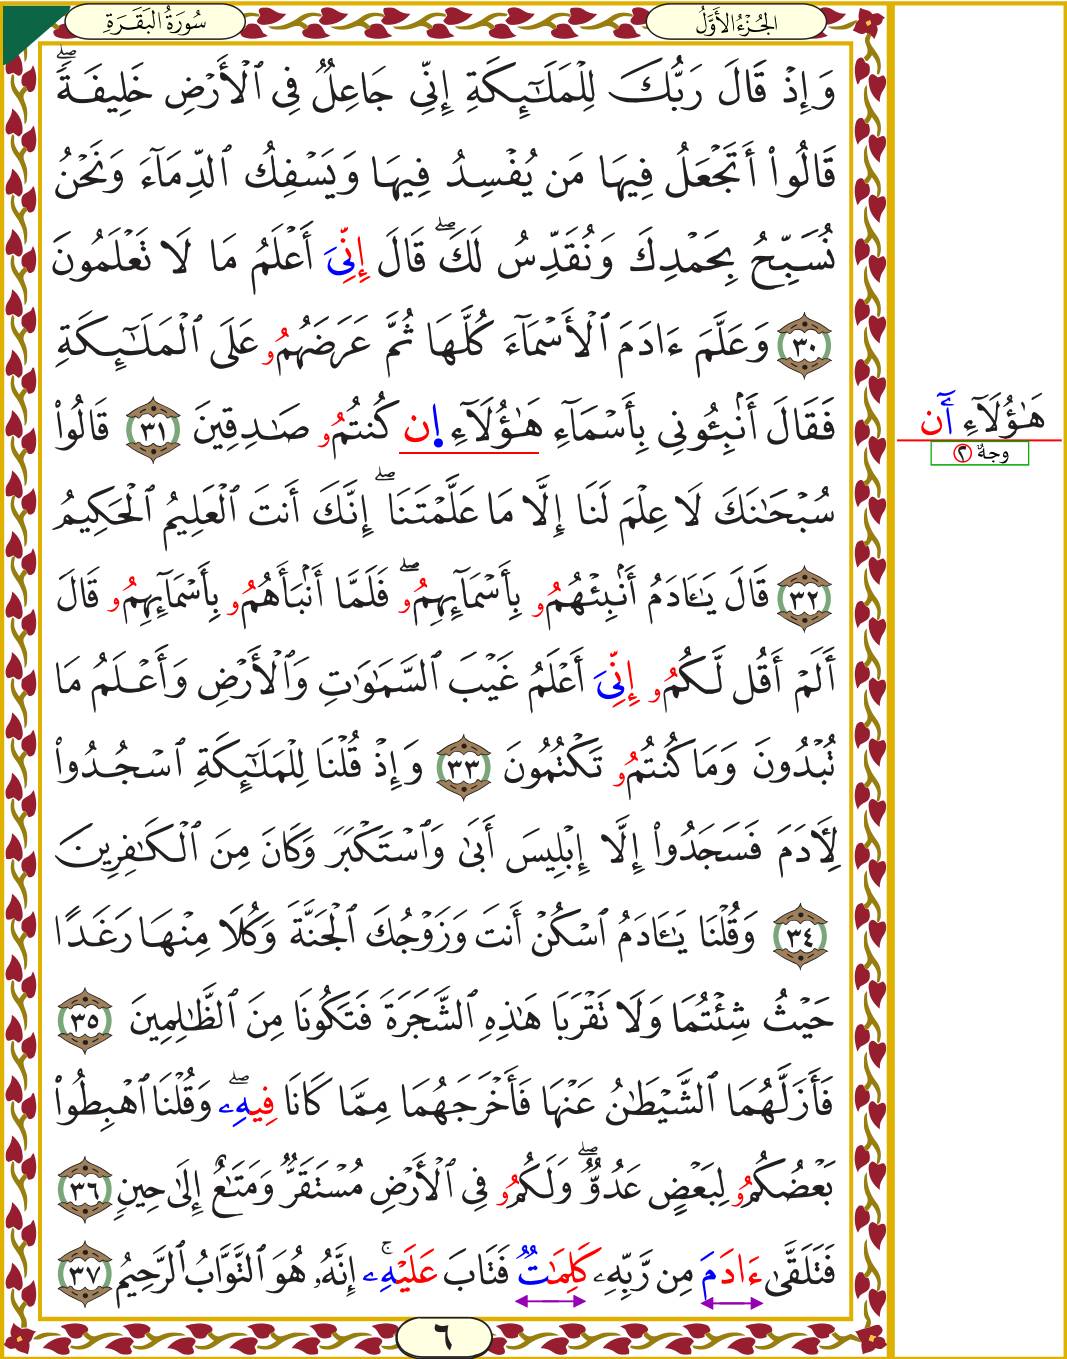 سُورَةُ البَقَرَةِ
الجُزْءُ الأَوَّلُ
وَإِذْ قَالَ رَبُّكَ لِلْمَلَـٰٓئِكَةِ إِنِّى جَاعِلٌ فِى ٱلْأَرْضِ خَلِيفَةًۖ
قَالُوٓا۟ أَتَجْعَلُ فِيهَا مَن يُفْسِدُ فِيهَا وَيَسْفِكُ ٱلدِّمَآءَ وَنَحْنُ
نُسَبِّحُ بِحَمْدِكَ وَنُقَدِّسُ لَكَۖ قَالَ إِنِّىَ أَعْلَمُ مَا لَا تَعْلَمُونَ
٣٠ وَعَلَّمَ ءَادَمَ ٱلْأَسْمَآءَ كُلَّهَا ثُمَّ عَرَضَهُمُۥ عَلَى ٱلْمَلَـٰٓئِكَةِ
فَقَالَ أَنۢبِـُٔونِى بِأَسْمَآءِ هَـٰٓؤُلَآءِ ان كُنتُمُۥ صَـٰدِقِينَ ٣١ قَالُوا۟
سُبْحَـٰنَكَ لَا عِلْمَ لَنَآ إِلَّا مَا عَلَّمْتَنَآۖ إِنَّكَ أَنتَ ٱلْعَلِيمُ ٱلْحَكِيمُ
٣٢ قَالَ يَـٰٓـَٔادَمُ أَنۢبِئْهُمُۥ بِأَسْمَآئِهِمُۥۖ فَلَمَّآ أَنۢبَأَهُمُۥ بِأَسْمَآئِهِمُۥ قَالَ
أَلَمْ أَقُل لَّكُمُۥ إِنِّىَ أَعْلَمُ غَيْبَ ٱلسَّمَـٰوَٰتِ وَٱلْأَرْضِ وَأَعْلَمُ مَا
تُبْدُونَ وَمَا كُنتُمُۥ تَكْتُمُونَ ٣٣ وَإِذْ قُلْنَا لِلْمَلَـٰٓئِكَةِ ٱسْجُدُوا۟
لِـَٔادَمَ فَسَجَدُوٓا۟ إِلَّآ إِبْلِيسَ أَبَىٰ وَٱسْتَكْبَرَ وَكَانَ مِنَ ٱلْكَـٰفِرِينَ
٣٤ وَقُلْنَا يَـٰٓـَٔادَمُ ٱسْكُنْ أَنتَ وَزَوْجُكَ ٱلْجَنَّةَ وَكُلَا مِنْهَا رَغَدًا
حَيْثُ شِئْتُمَا وَلَا تَقْرَبَا هَـٰذِهِ ٱلشَّجَرَةَ فَتَكُونَا مِنَ ٱلظَّـٰلِمِينَ ٣٥
فَأَزَلَّهُمَا ٱلشَّيْطَـٰنُ عَنْهَا فَأَخْرَجَهُمَا مِمَّا كَانَا فِيهِۦۖ وَقُلْنَا ٱهْبِطُوا۟
بَعْضُكُمُۥ لِبَعْضٍ عَدُوٌّۖ وَلَكُمُۥ فِى ٱلْأَرْضِ مُسْتَقَرٌّ وَمَتَـٰعٌ إِلَىٰ حِينٍ ٣٦
فَتَلَقَّىٰٓ ءَادَمَ مِن رَّبِّهِۦ كَلِمَـٰتٌ فَتَابَ عَلَيْهِۦۚ إِنَّهُۥ هُوَ ٱلتَّوَّابُ ٱلرَّحِيمُ ٣٧
٦
هَـٰٓؤُلَآءِ اَٰن
وجهٌ ٢